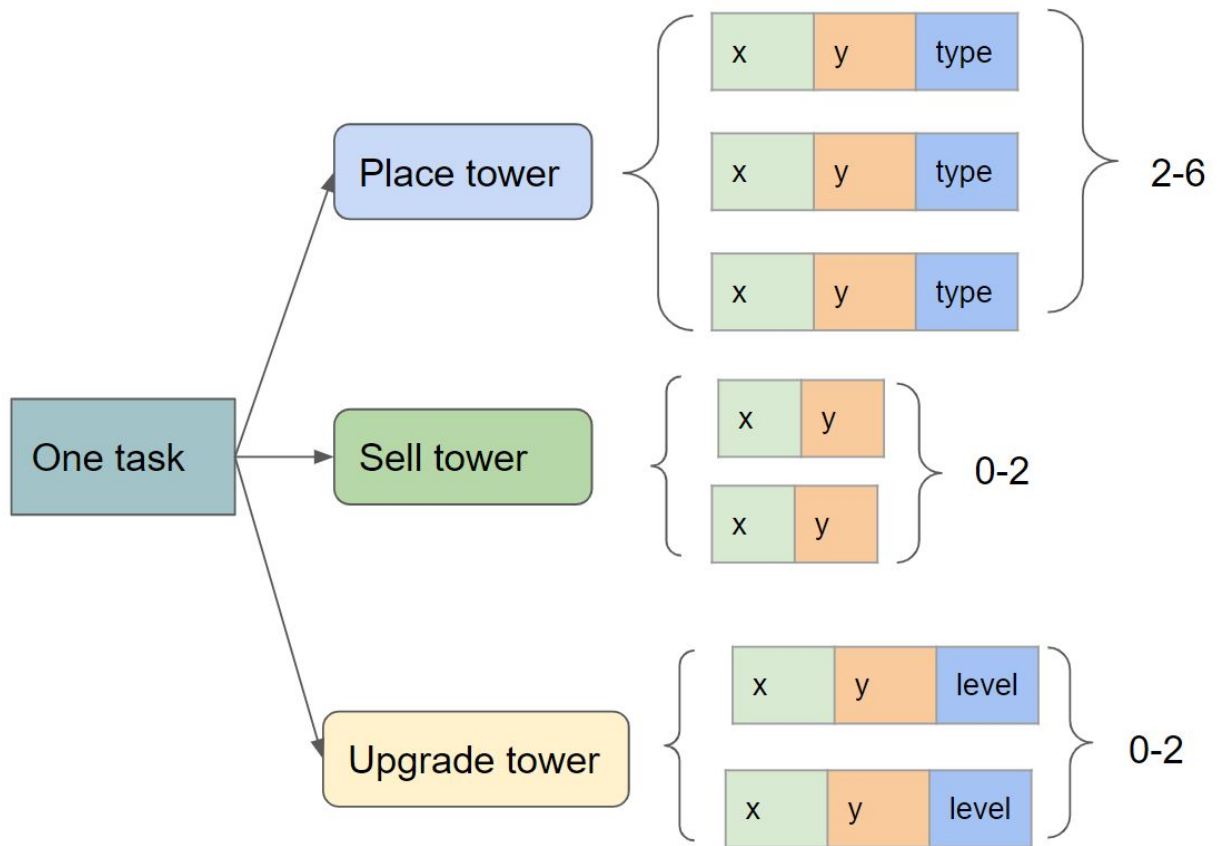 x y type
Place tower
x y type
2-6
x y type
One task
Sell tower
x y
0-2
x y
Upgrade tower
x y level
0-2
x y level